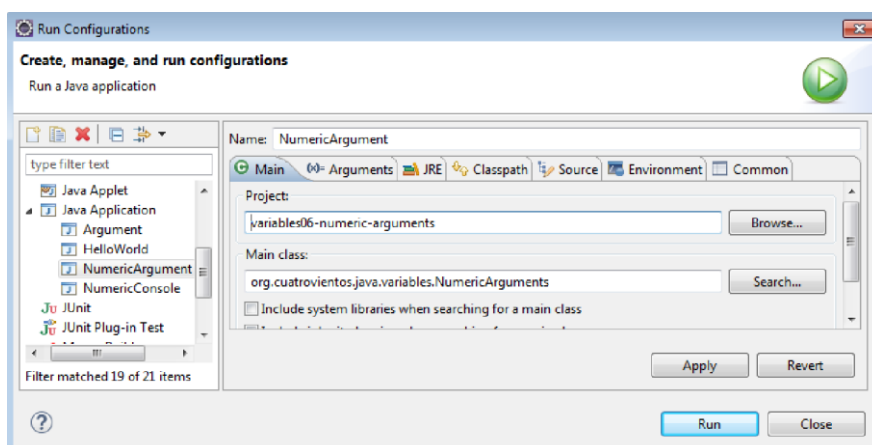 Run Configurations
Create, manage, and run configurations
Run a Java application
type filter text
Java Applet
Java Application
Argument
HelloWorld
NumericArgument
NumericConsole
JUnit
JUnit Plug-in Test
Filter matched 19 of 21 items
Name: NumericArgument
Main (x)= Arguments JRE Classpath Source Environment Common
Project:
variables06-numeric-arguments Browse...
Main class:
org.cuatrovientos.java.variables.NumericArguments Search...
Include system libraries when searching for a main class
Apply Revert
Run Close